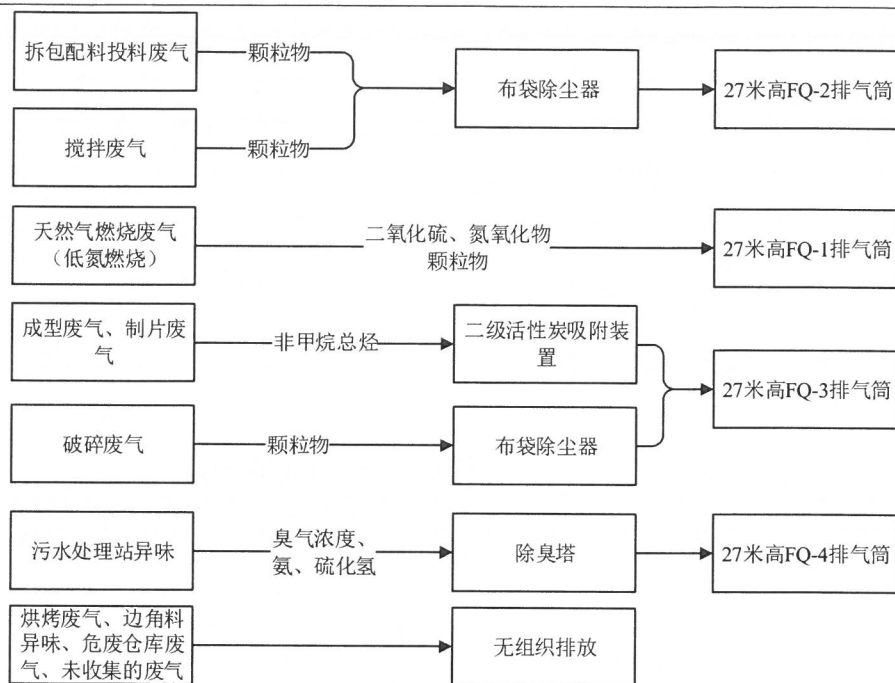 拆包配料投料废气
颗粒物
布袋除尘器
27米高FQ-2排气筒
搅拌废气
颗粒物
天然气燃烧废气
（低氮燃烧）
二氧化硫、氮氧化物
颗粒物
27米高FQ-1排气筒
成型废气、制片废
气
非甲烷总烃
二级活性炭吸附装
置
27米高FQ-3排气筒
破碎废气
颗粒物
布袋除尘器
污水处理站异味
臭气浓度、
氨、硫化氢
除臭塔
27米高FQ-4排气筒
烘烤废气、边角料
异味、危废仓库废
气、未收集的废气
无组织排放